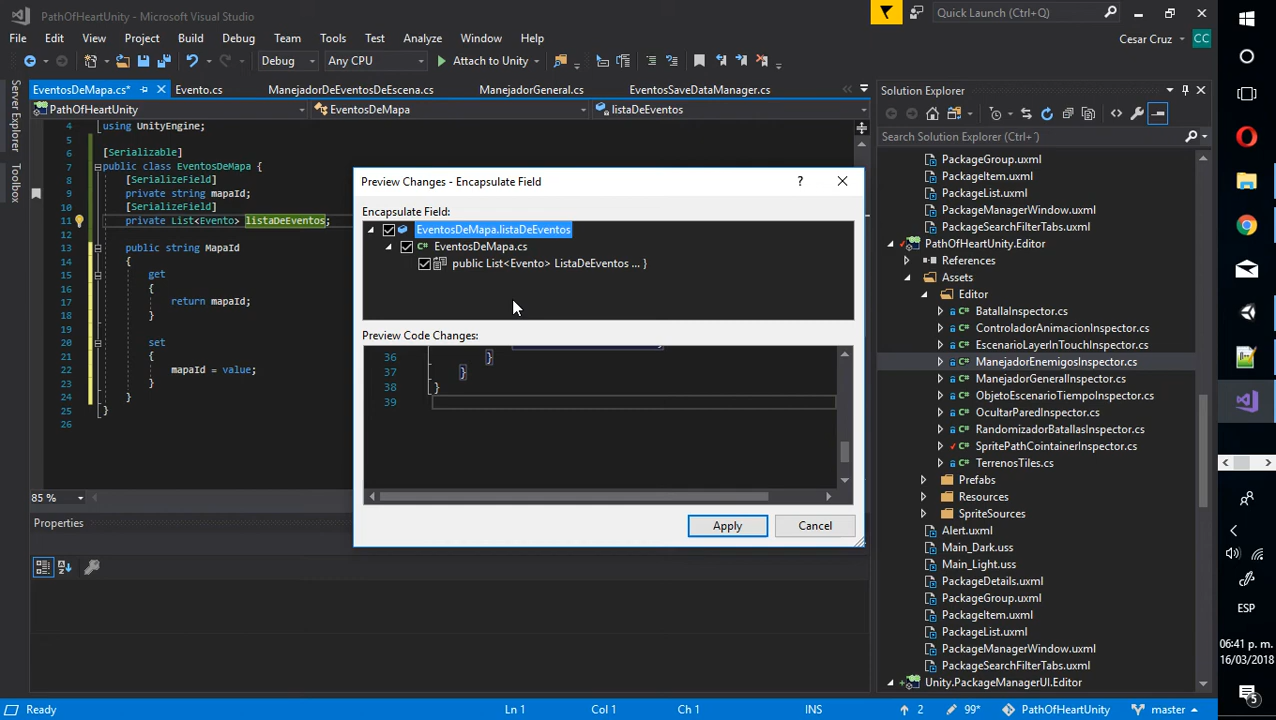 PathOfHeartUnity - Microsoft Visual Studio
Quick Launch (Ctrl+Q)
File Edit View Project Build Debug Team Tools Test Analyze Window Help
Cesar Cruz CC
Debug Any CPU Attach to Unity
EventosDeMapa.cs* Evento.cs ManejadorDeEventosDeEscena.cs ManejadorGeneral.cs EventosSaveDataManager.cs
PathOfHeartUnity EventosDeMapa listaDeEventos
Server Explorer
Toolbox
4 using UnityEngine;
5
6 [Serializable]
7 public class EventosDeMapa {
8 [SerializeField]
9 private string mapaId;
10 [SerializeField]
11 private List<Evento> listaDeEventos;
12
13 public string MapaId
14 {
15 get
16 {
17 return mapaId;
18 }
19
20 set
21 {
22 mapaId = value;
23 }
24 }
25 }
26
85 %
Properties
Preview Changes - Encapsulate Field
?
Encapsulate Field:
EventosDeMapa.listaDeEventos
C# EventosDeMapa.cs
public List<Evento> ListaDeEventos ... }
Preview Code Changes:
36 }
37 }
38 }
39
Apply Cancel
Solution Explorer
Search Solution Explorer (Ctrl+´)
PackageGroup.uxml
PackageItem.uxml
PackageList.uxml
PackageManagerWindow.uxml
PackageSearchFilterTabs.uxml
PathOfHeartUnity.Editor
References
Assets
Editor
C# BatallaInspector.cs
C# ControladorAnimacionInspector.cs
C# EscenarioLayerInTouchInspector.cs
C# ManejadorEnemigosInspector.cs
C# ManejadorGeneralInspector.cs
C# ObjetoEscenarioTiempoInspector.cs
C# OcultarParedInspector.cs
C# RandomizadorBatallasInspector.cs
C# SpritePathCointainerInspector.cs
C# TerrenosTiles.cs
Prefabs
Resources
SpriteSources
Alert.uxml
Main_Dark.uss
Main_Light.uss
PackageDetails.uxml
PackageGroup.uxml
PackageItem.uxml
PackageList.uxml
PackageManagerWindow.uxml
PackageSearchFilterTabs.uxml
Unity.PackageManagerUI.Editor
ESP
06:41 p. m.
16/03/2018
5
Ready Ln 1 Col 1 Ch 1 INS 2 99* PathOfHeartUnity master